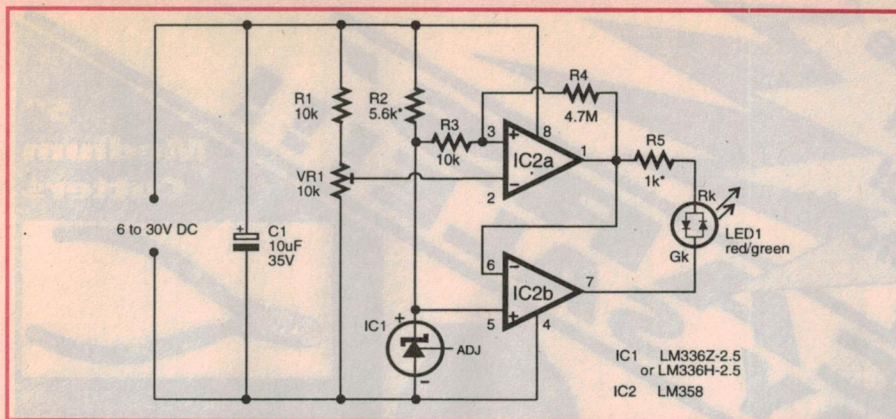 R1
10k
R2
5.6k*
R4
4.7M
R3
10k
3
+
8
IC2a
1
−
2
R5
1k*
VR1
10k
Rk
LED1
red/green
Gk
6 to 30V DC
+
C1
10uF
35V
6
−
IC2b
7
5
+
4
IC1
+
ADJ
−
IC1 LM336Z-2.5
or LM336H-2.5
IC2 LM358